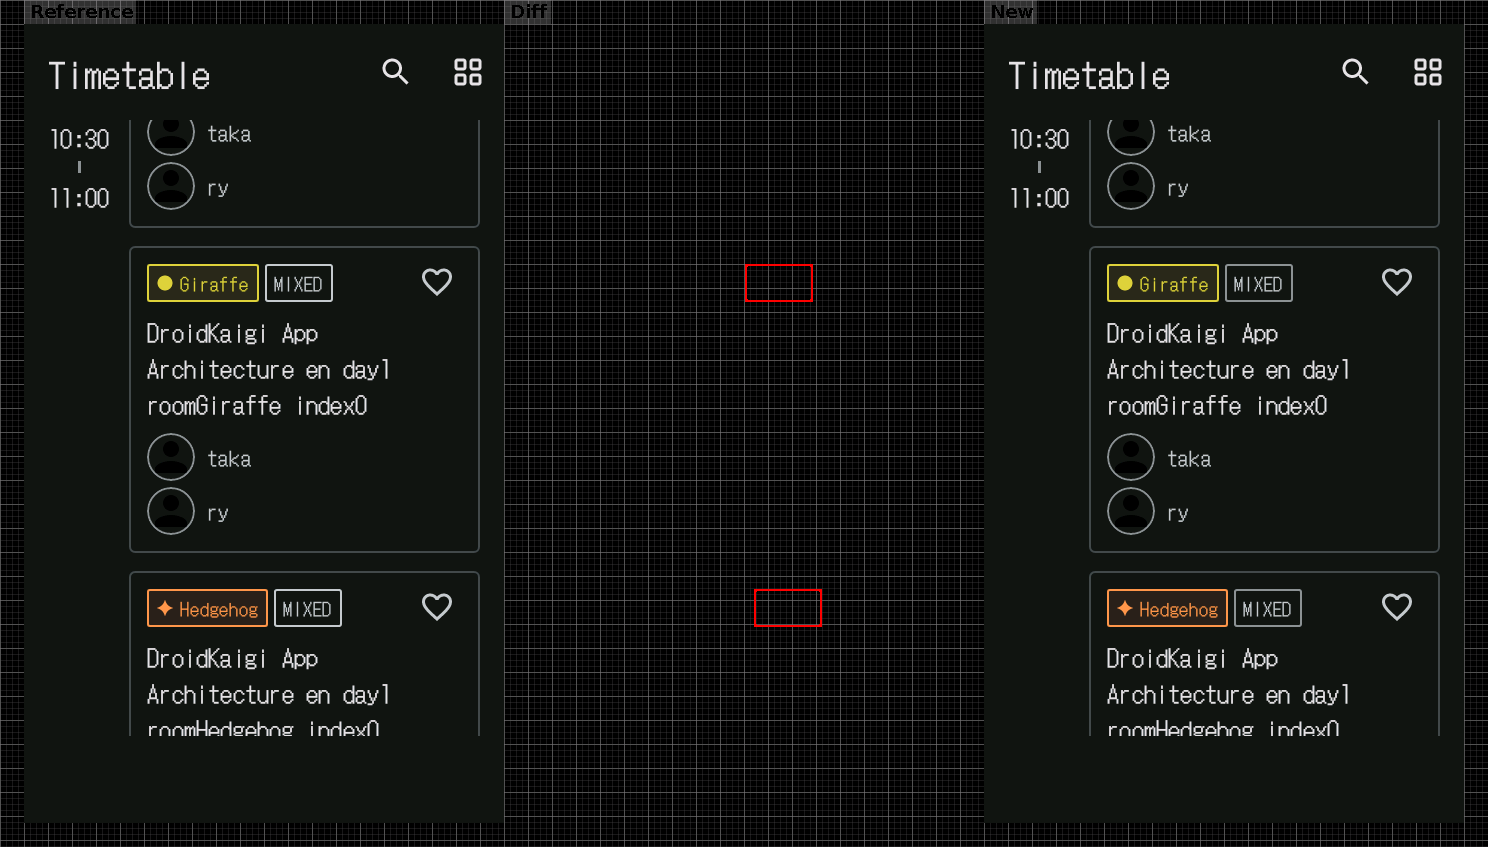 Reference
Diff
New
Timetable
10:30
11:00
taka
ry
Giraffe
MIXED
DroidKaigi App
Architecture en day1
roomGiraffe index0
taka
ry
Hedgehog
MIXED
DroidKaigi App
Architecture en day1
roomHedgehog index0
Timetable
10:30
11:00
taka
ry
Giraffe
MIXED
DroidKaigi App
Architecture en day1
roomGiraffe index0
taka
ry
Hedgehog
MIXED
DroidKaigi App
Architecture en day1
roomHedgehog index0